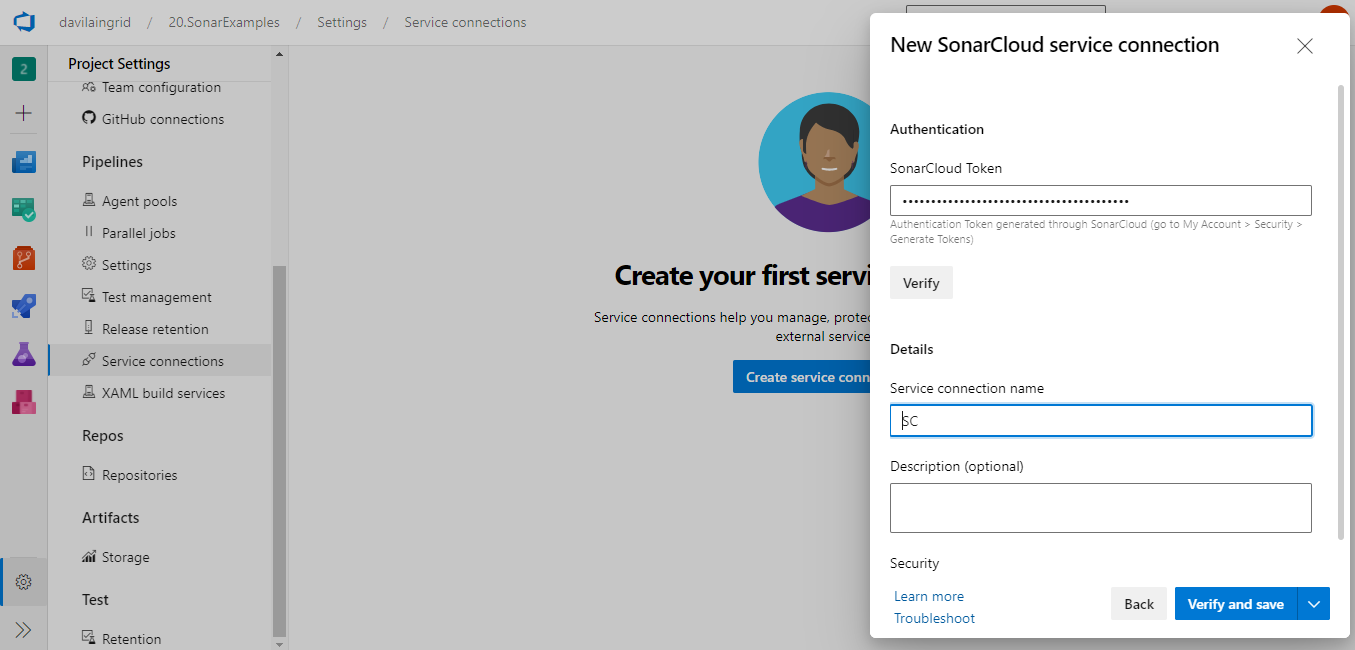 davilaingrid / 20.SonarExamples / Settings / Service connections
2
Project Settings
Team configuration
GitHub connections
Pipelines
Agent pools
Parallel jobs
Settings
Test management
Release retention
Service connections
XAML build services
Repos
Repositories
Artifacts
Storage
Test
Retention
Create your first servi
Service connections help you manage, protec
external service
Create service conn
New SonarCloud service connection
Authentication
SonarCloud Token
••••••••••••••••••••••••••••••••••••••••
Authentication Token generated through SonarCloud (go to My Account > Security >
Generate Tokens)
Verify
Details
Service connection name
SC
Description (optional)
Security
Learn more
Troubleshoot
Back
Verify and save